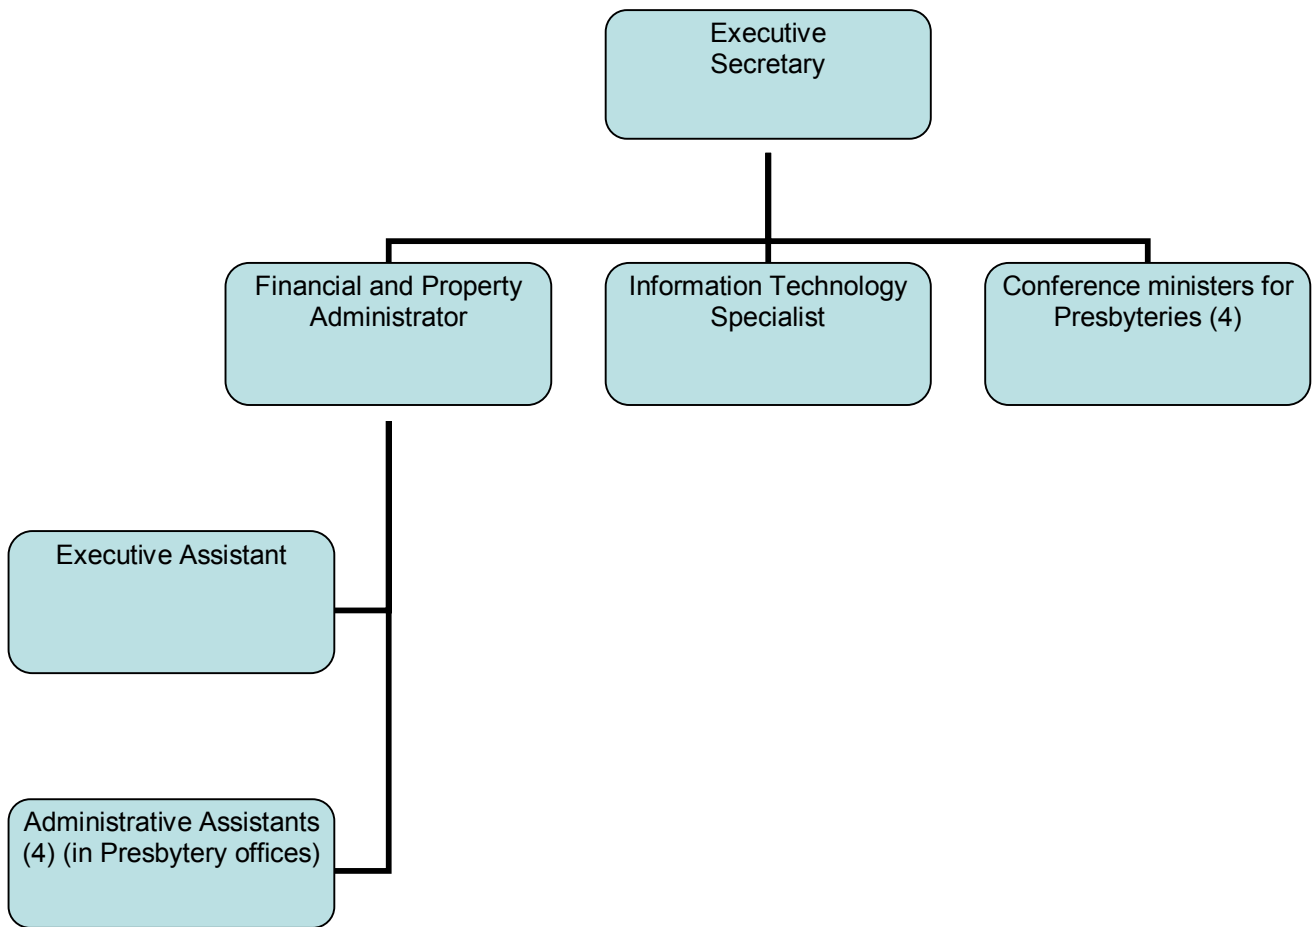 Executive
Secretary
Financial and Property
Administrator
Information Technology
Specialist
Conference ministers for
Presbyteries (4)
Executive Assistant
Administrative Assistants
(4) (in Presbytery offices)